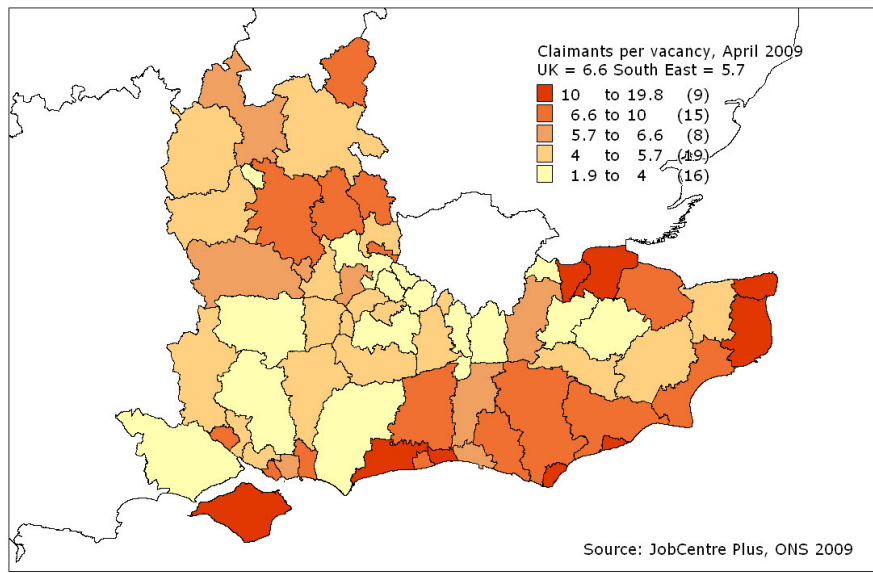 Claimants per vacancy, April 2009
UK = 6.6 South East = 5.7
10 to 19.8 (9)
6.6 to 10 (15)
5.7 to 6.6 (8)
4 to 5.7 (19)
1.9 to 4 (16)
Source: JobCentre Plus, ONS 2009